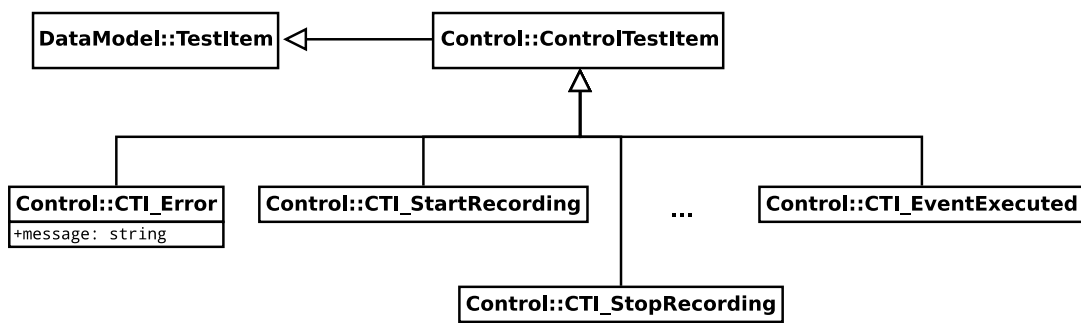 DataModel::TestItem
Control::ControlTestItem
Control::CTI_Error
+message: string
Control::CTI_StartRecording
...
Control::CTI_EventExecuted
Control::CTI_StopRecording